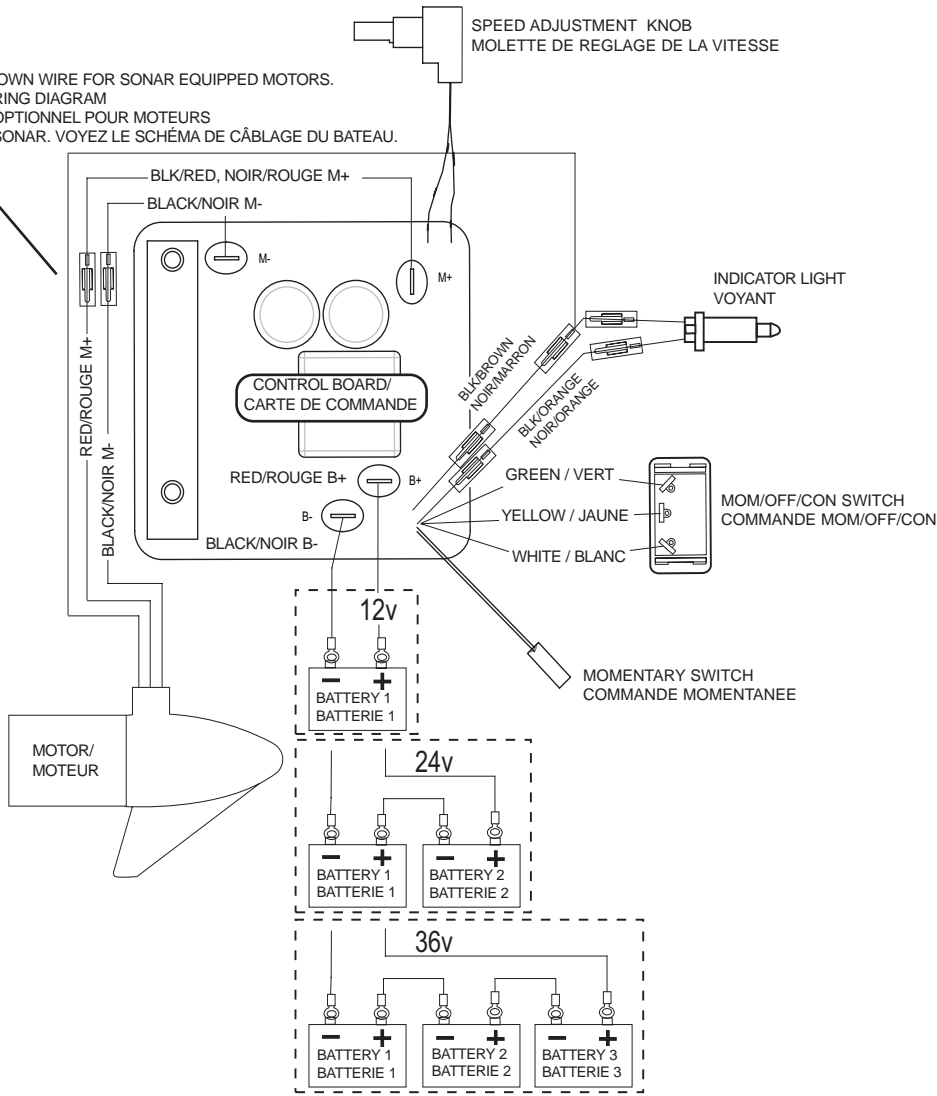 SPEED ADJUSTMENT KNOB
MOLETTE DE REGLAGE DE LA VITESSE
OWN WIRE FOR SONAR EQUIPPED MOTORS.
RING DIAGRAM
OPTIONNEL POUR MOTEURS
SONAR. VOYEZ LE SCHÉMA DE CÂBLAGE DU BATEAU.
BLK/RED, NOIR/ROUGE M+
BLACK/NOIR M-
M-
M+
INDICATOR LIGHT
VOYANT
RED/ROUGE M+
BLACK/NOIR M-
CONTROL BOARD/
CARTE DE COMMANDE
BLK/BROWN
NOIR/MARRON
BLK/ORANGE
NOIR/ORANGE
RED/ROUGE B+
B+
B-
BLACK/NOIR B-
GREEN / VERT
YELLOW / JAUNE
WHITE / BLANC
MOM/OFF/CON SWITCH
COMMANDE MOM/OFF/CON
MOMENTARY SWITCH
COMMANDE MOMENTANEE
MOTOR/
MOTEUR
12v
- +
BATTERY 1
BATTERIE 1
24v
- + - +
BATTERY 1 BATTERY 2
BATTERIE 1 BATTERIE 2
36v
- + - + - +
BATTERY 1 BATTERY 2 BATTERY 3
BATTERIE 1 BATTERIE 2 BATTERIE 3